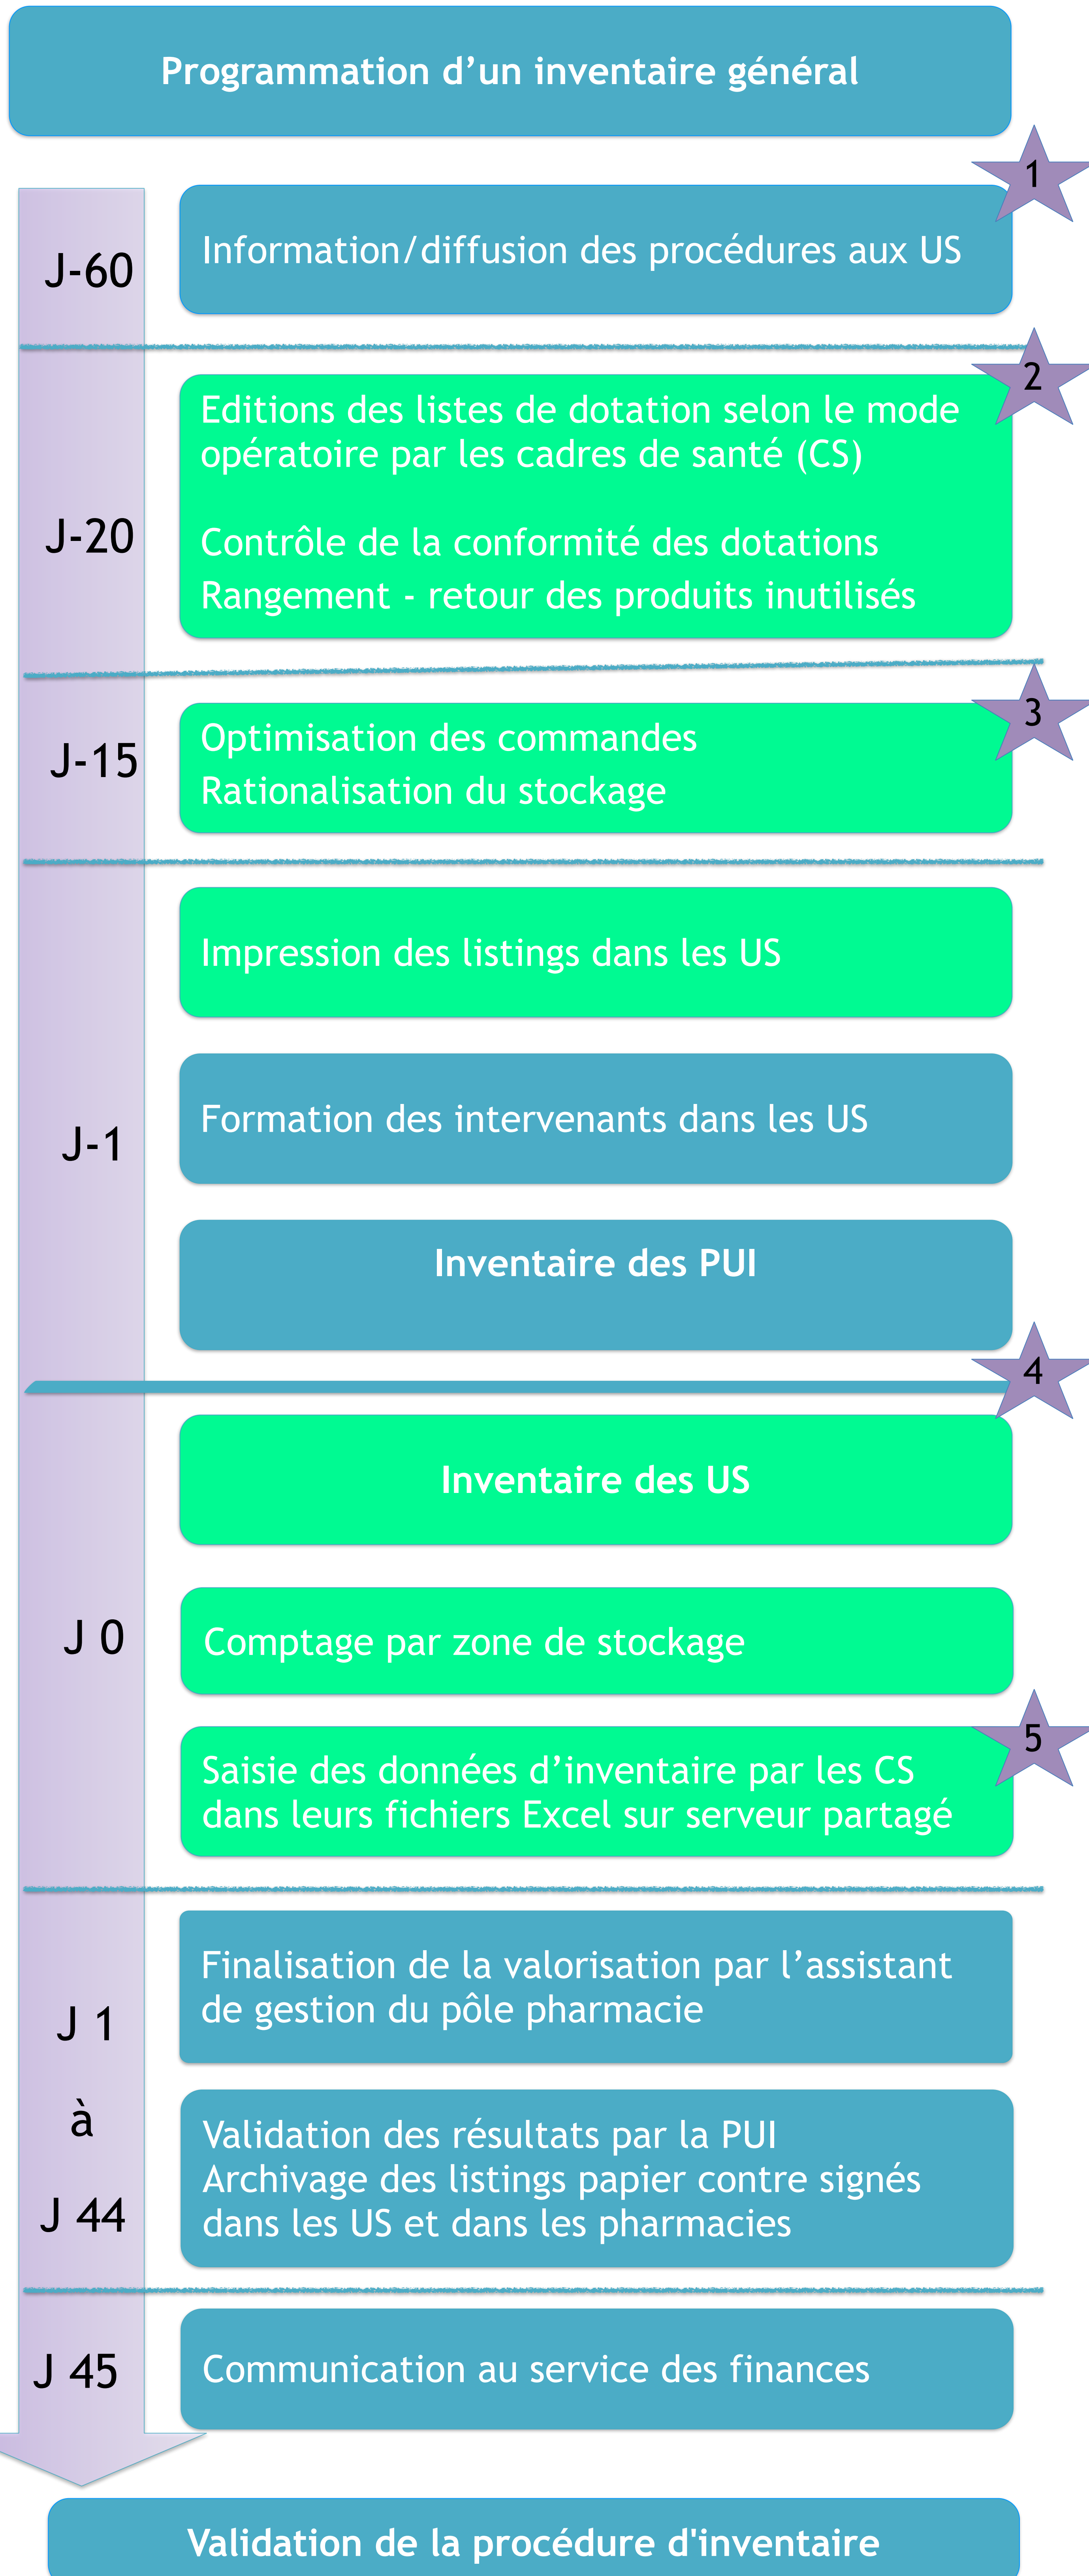 Programmation d’un inventaire général
1
J-60
Information/diffusion des procédures aux US
2
J-20
Editions des listes de dotation selon le mode
opératoire par les cadres de santé (CS)
Contrôle de la conformité des dotations
Rangement - retour des produits inutilisés
3
J-15
Optimisation des commandes
Rationalisation du stockage
Impression des listings dans les US
J-1
Formation des intervenants dans les US
Inventaire des PUI
4
Inventaire des US
J 0
Comptage par zone de stockage
5
Saisie des données d’inventaire par les CS
dans leurs fichiers Excel sur serveur partagé
Finalisation de la valorisation par l’assistant
de gestion du pôle pharmacie
J 1
à
J 44
Validation des résultats par la PUI
Archivage des listings papier contre signés
dans les US et dans les pharmacies
J 45
Communication au service des finances
Validation de la procédure d'inventaire